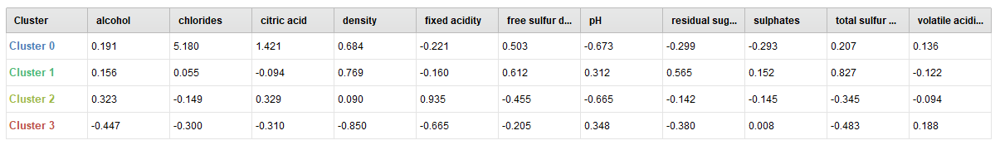 Cluster alcohol chlorides citric acid density fixed acidity free sulfur d... pH residual sug... sulphates total sulfur ... volatile acidi...
Cluster 0 0.191 5.180 1.421 0.684 -0.221 0.503 -0.673 -0.299 -0.293 0.207 0.136
Cluster 1 0.156 0.055 -0.094 0.769 -0.160 0.612 0.312 0.565 0.152 0.827 -0.122
Cluster 2 0.323 -0.149 0.329 0.090 0.935 -0.455 -0.665 -0.142 -0.145 -0.345 -0.094
Cluster 3 -0.447 -0.300 -0.310 -0.850 -0.665 -0.205 0.348 -0.380 0.008 -0.483 0.188